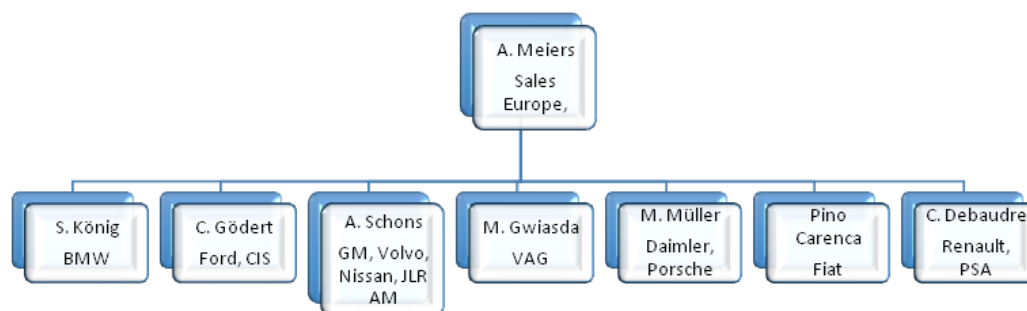 A. Meiers
Sales
Europe,
S. König
BMW
C. Gödert
Ford, CIS
A. Schons
GM, Volvo,
Nissan, JLR
AM
M. Gwiasda
VAG
M. Müller
Daimler,
Porsche
Pino
Carenca
Fiat
C. Debaudre
Renault,
PSA